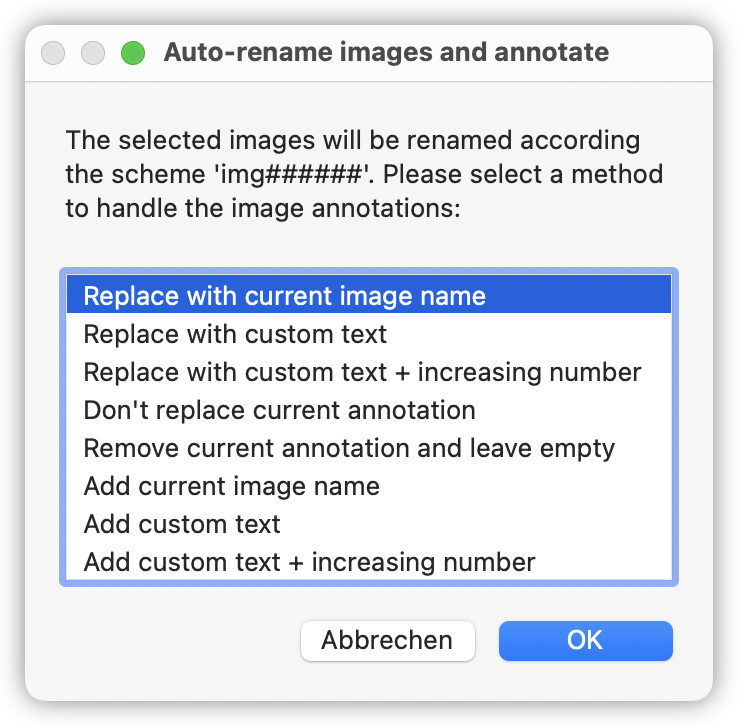 Auto-rename images and annotate
The selected images will be renamed according
the scheme 'img######'. Please select a method
to handle the image annotations:
Replace with current image name
Replace with custom text
Replace with custom text + increasing number
Don't replace current annotation
Remove current annotation and leave empty
Add current image name
Add custom text
Add custom text + increasing number
Abbrechen
OK